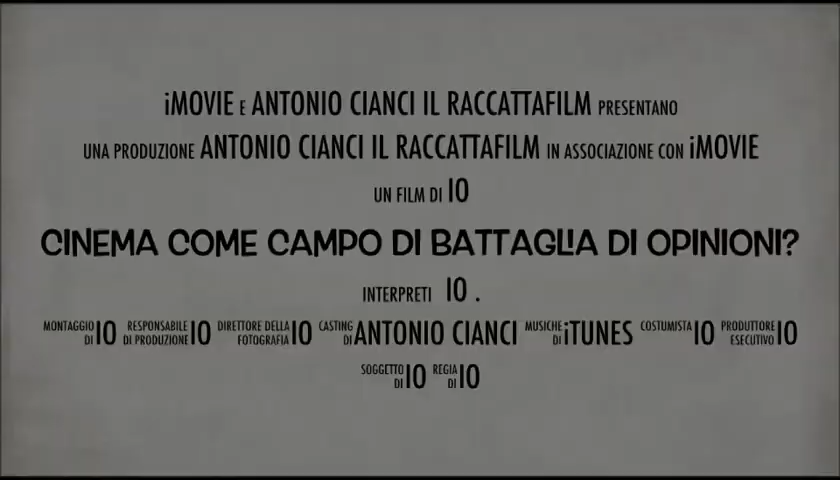 iMOVIE E ANTONIO CIANCI IL RACCATTAFILM PRESENTANO
UNA PRODUZIONE ANTONIO CIANCI IL RACCATTAFILM IN ASSOCIAZIONE CON iMOVIE
UN FILM DI IO
CINEMA COME CAMPO DI BATTAGLIA DI OPINIONI?
INTERPRETI IO .
MONTAGGIO DI IO RESPONSABILE DI PRODUZIONE IO DIRETTORE DELLA FOTOGRAFIA IO CASTING DI ANTONIO CIANCI MUSICHE DI iTUNES COSTUMISTA IO PRODUTTORE ESECUTIVO IO
SOGGETTO DI IO REGIA DI IO